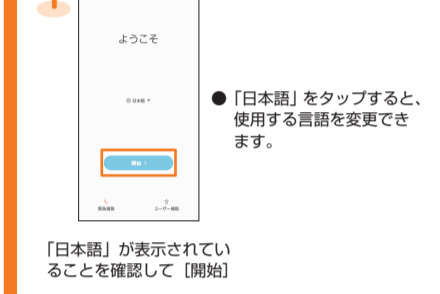 1
ようこそ
日本語
開始 >
緊急通報
ユーザー補助
●「日本語」をタップすると、
使用する言語を変更でき
ます。
「日本語」が表示されてい
ることを確認して［開始］